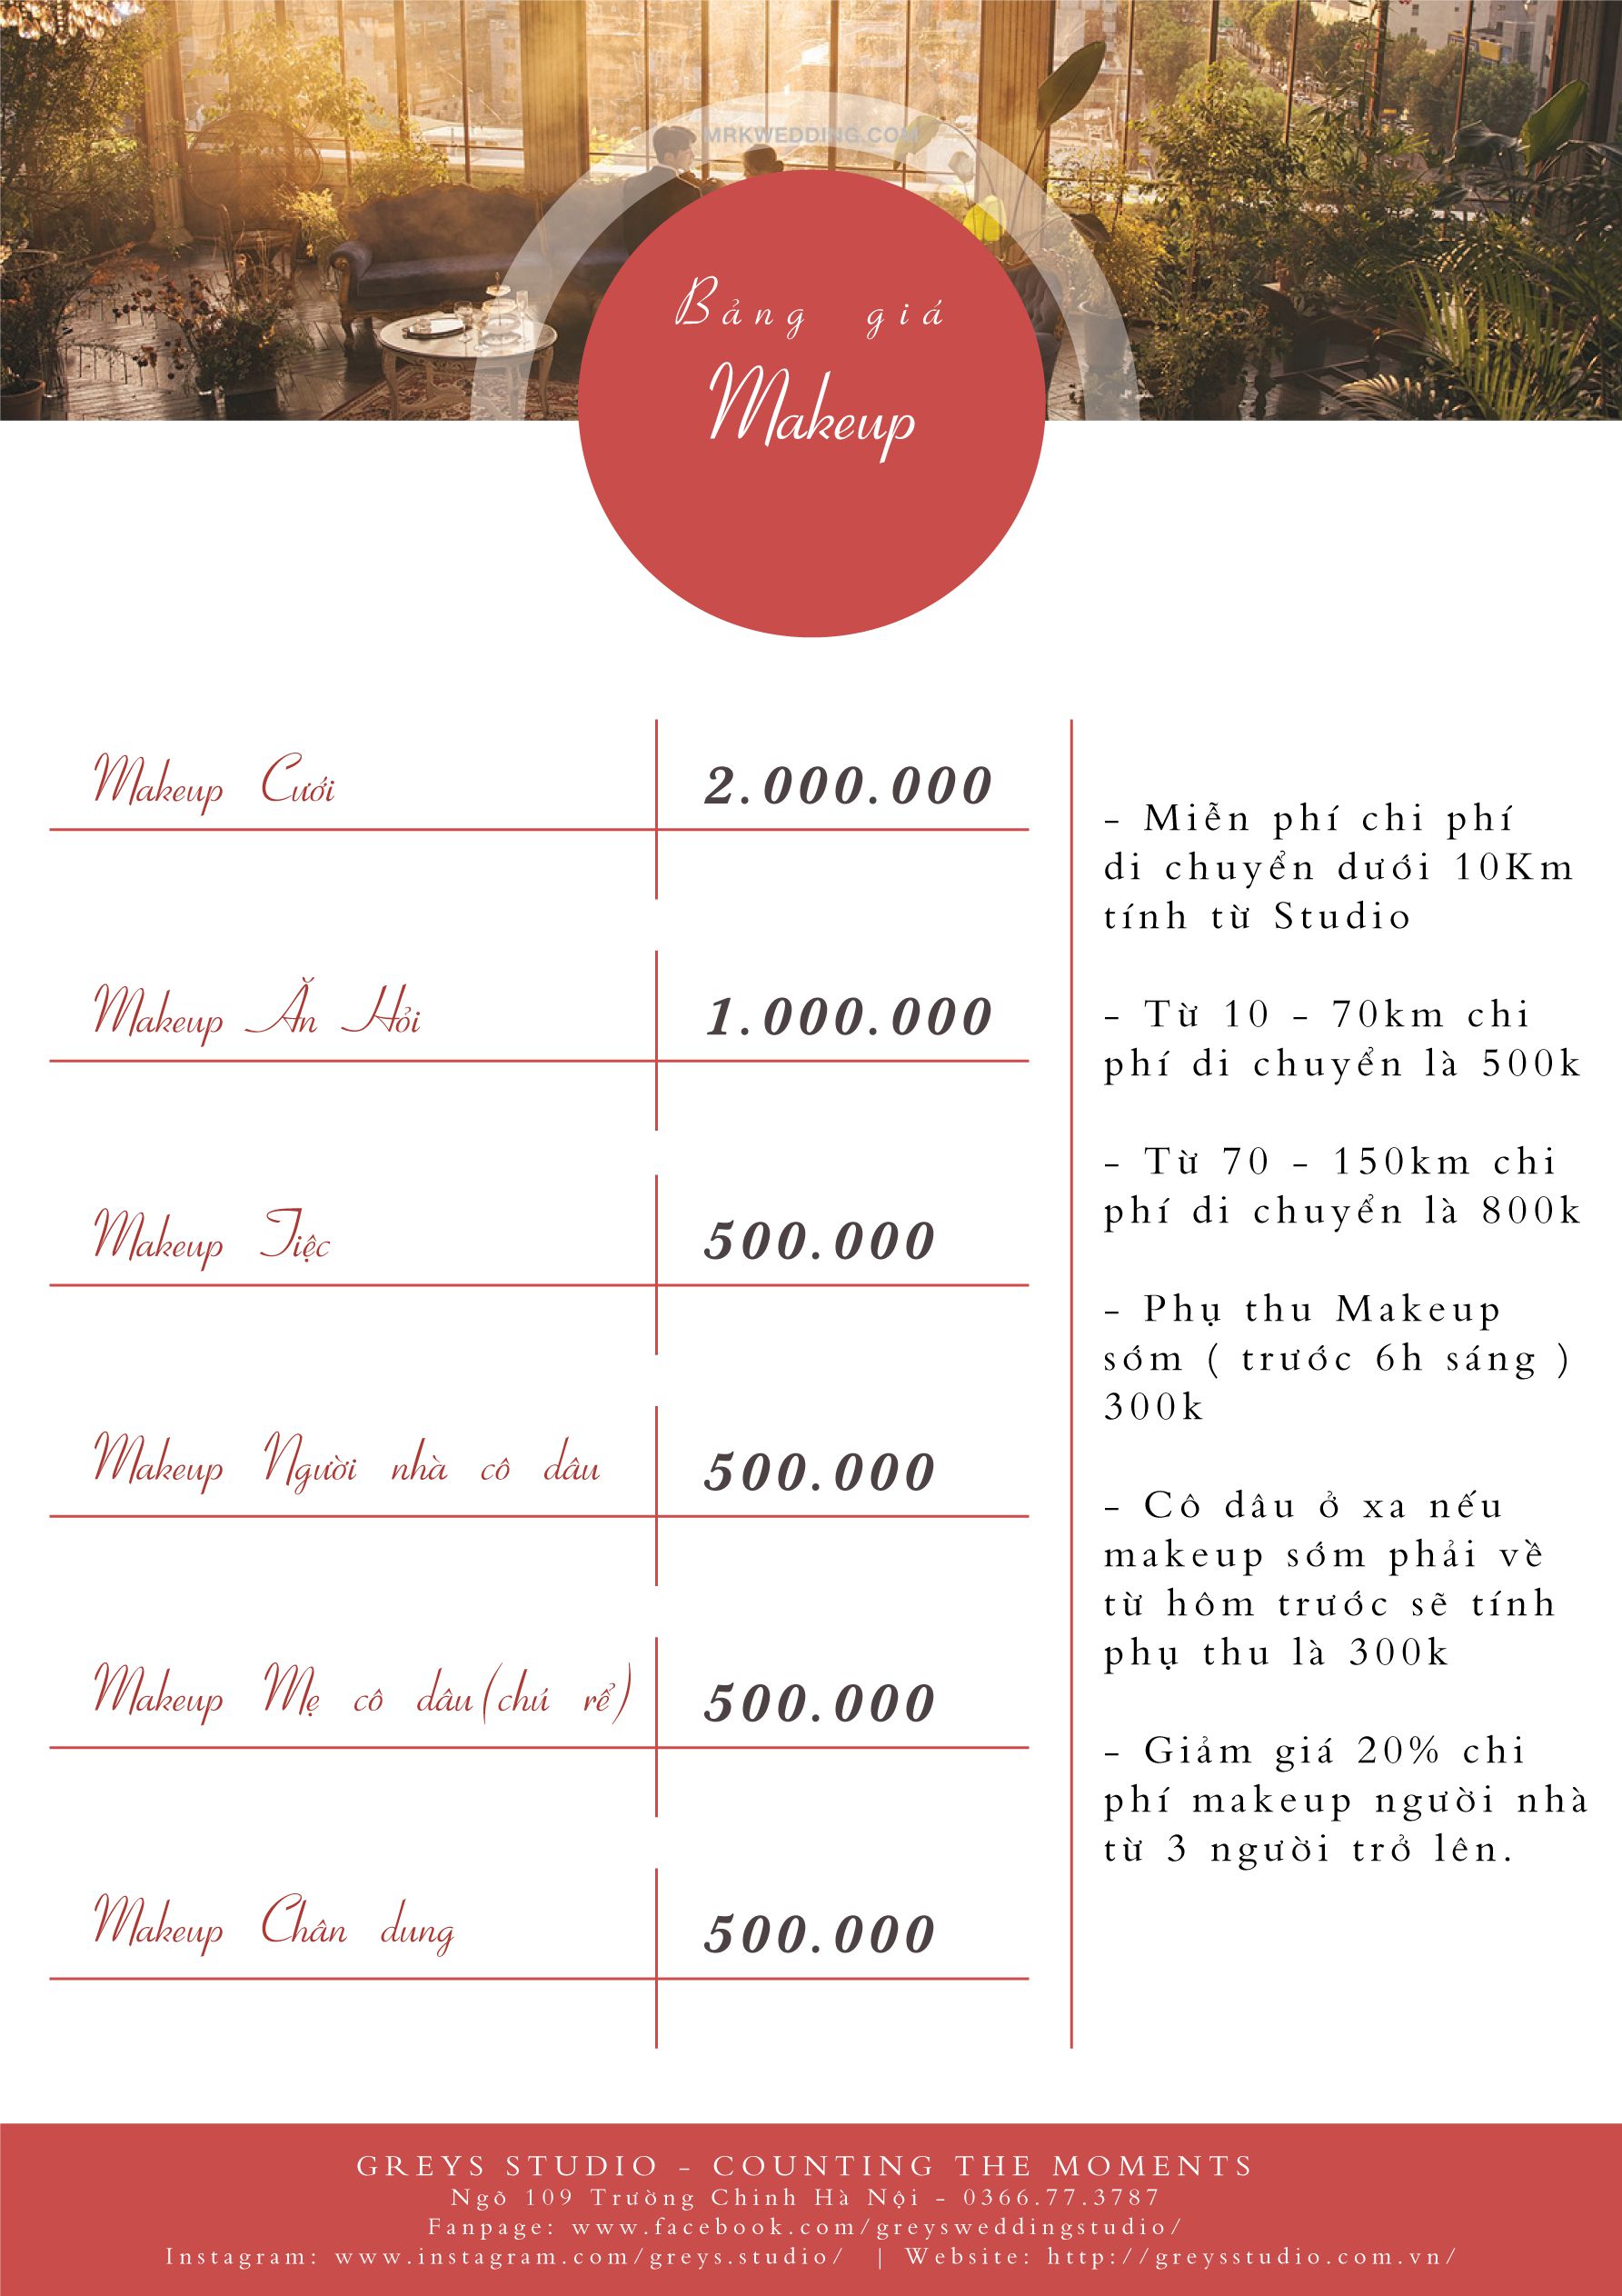 MRKWEDDING.COM
Bảng giá
Makeup
Makeup Cưới
2.000.000
Makeup Ăn Hỏi
1.000.000
Makeup Tiệc
500.000
Makeup Người nhà cô dâu
500.000
Makeup Mẹ cô dâu(chú rể)
500.000
Makeup Chân dung
500.000
- Miễn phí chi phí
di chuyển dưới 10Km
tính từ Studio
- Từ 10 - 70km chi
phí di chuyển là 500k
- Từ 70 - 150km chi
phí di chuyển là 800k
- Phụ thu Makeup
sớm ( trước 6h sáng )
300k
- Cô dâu ở xa nếu
makeup sớm phải về
từ hôm trước sẽ tính
phụ thu là 300k
- Giảm giá 20% chi
phí makeup người nhà
từ 3 người trở lên.
GREYS STUDIO - COUNTING THE MOMENTS
Ngõ 109 Trường Chinh Hà Nội - 0366.77.3787
Fanpage: www.facebook.com/greysweddingstudio/
Instagram: www.instagram.com/greys.studio/ | Website: http://greysstudio.com.vn/